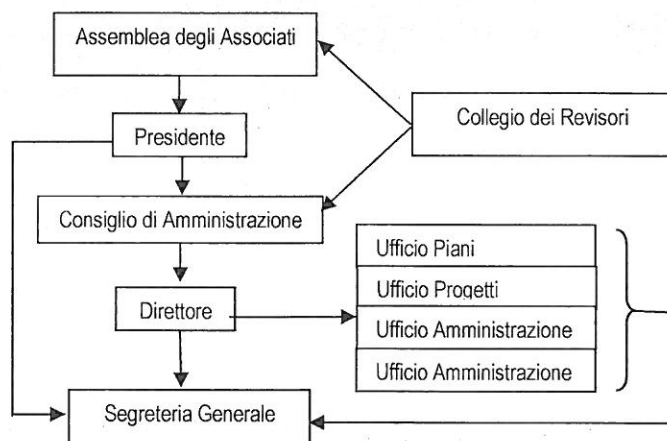 Assemblea degli Associati
Collegio dei Revisori
Presidente
Consiglio di Amministrazione
Ufficio Piani
Ufficio Progetti
Direttore
Ufficio Amministrazione
Ufficio Amministrazione
Segreteria Generale